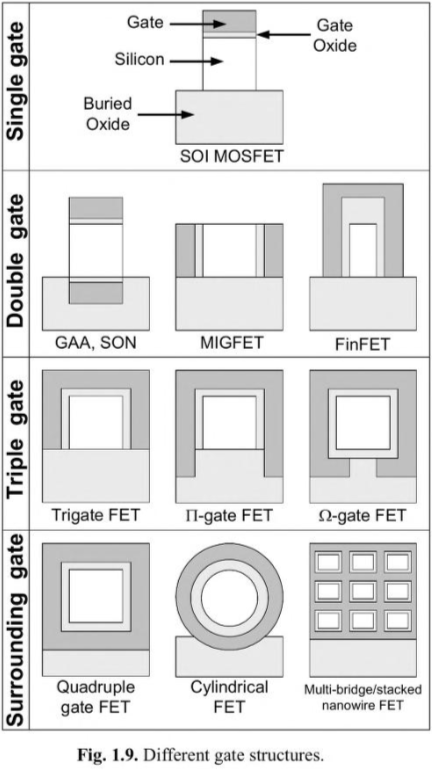 Single gate
Gate
Gate
Oxide
Silicon
Buried
Oxide
SOI MOSFET
Double gate
GAA, SON
MIGFET
FinFET
Triple gate
Trigate FET
Π-gate FET
Ω-gate FET
Surrounding gate
Quadruple
gate FET
Cylindrical
FET
Multi-bridge/stacked
nanowire FET
Fig. 1.9. Different gate structures.